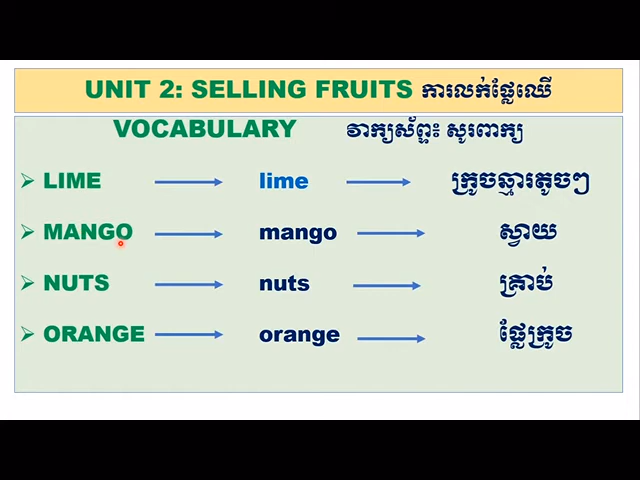 UNIT 2: SELLING FRUITS ការលក់ផ្លែឈើ
VOCABULARY វាក្យស័ព្ទ៖ សូរពាក្យ
LIME lime ក្រូចឆ្មារតូចៗ
MANGO mango ស្វាយ
NUTS nuts គ្រាប់
ORANGE orange ផ្លែក្រូច